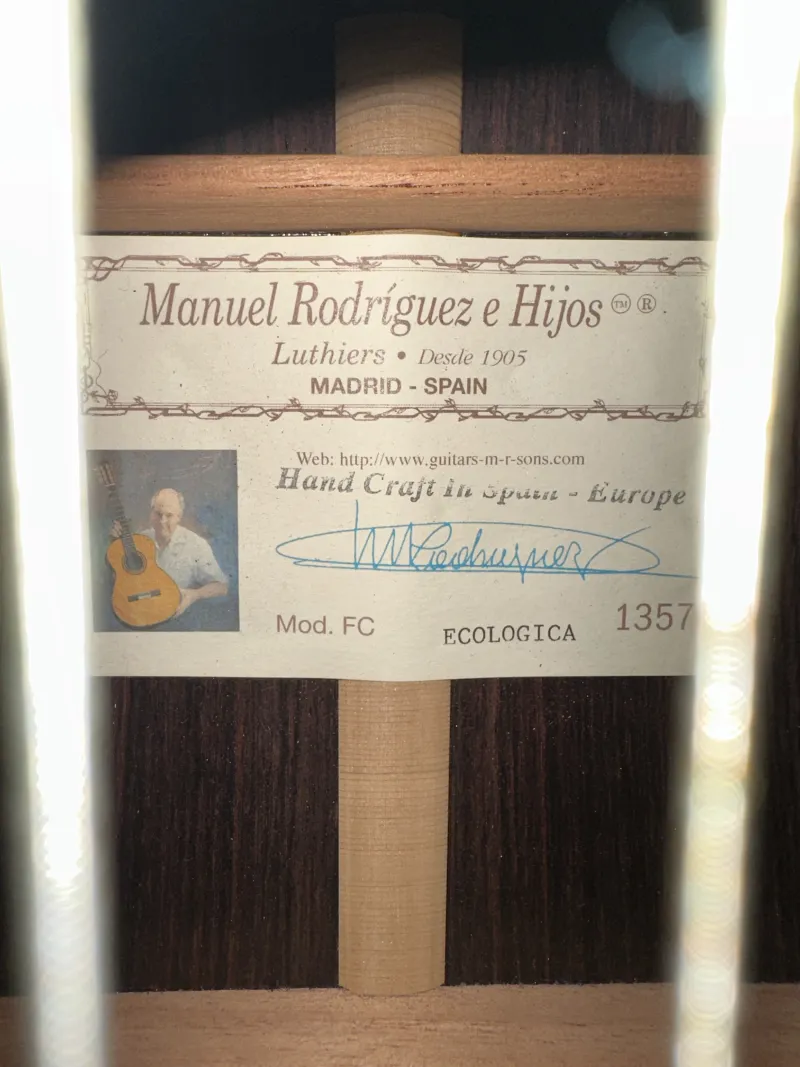 Manuel Rodríguez e Hijos ™ ®
Luthiers • Desde 1905
MADRID - SPAIN
Web: http://www.guitars-m-r-sons.com
Hand Craft In Spain - Europe
MRodriguez
Mod. FC
ECOLOGICA
1357